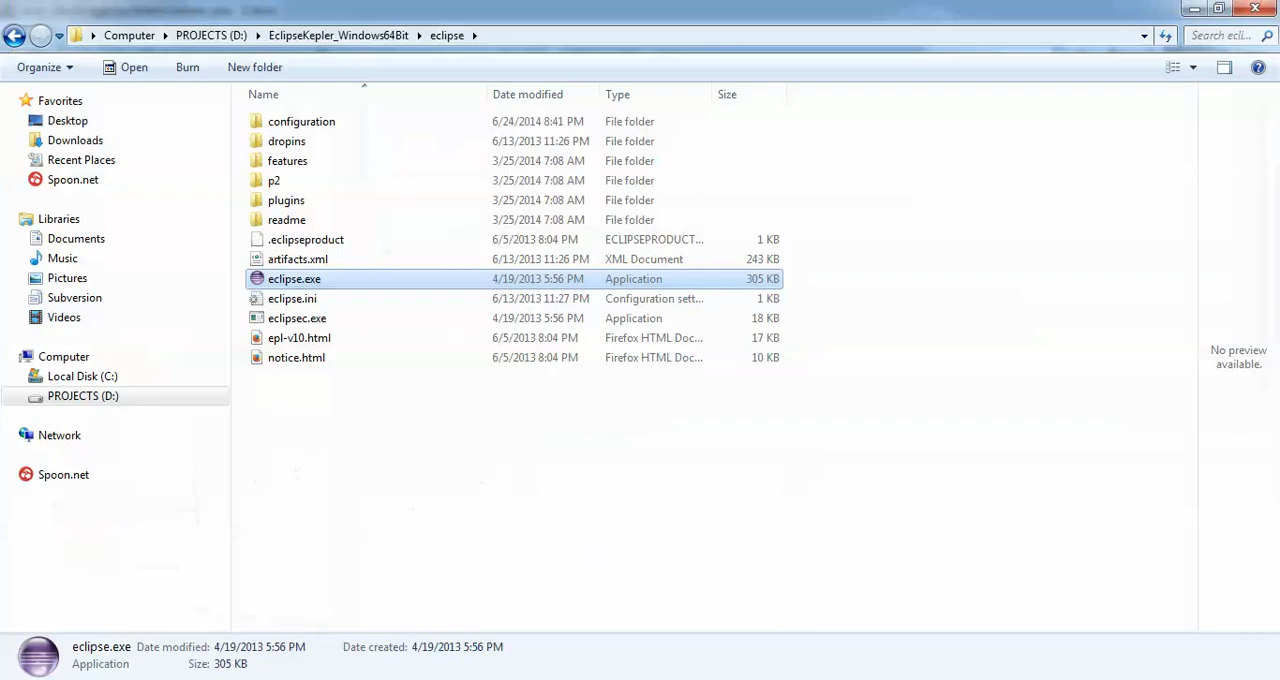 Computer PROJECTS (D:) EclipseKepler_Windows64Bit eclipse Search ecli...
Organize Open Burn New folder
Favorites
Desktop
Downloads
Recent Places
Spoon.net
Libraries
Documents
Music
Pictures
Subversion
Videos
Computer
Local Disk (C:)
PROJECTS (D:)
Network
Spoon.net
Name Date modified Type Size
configuration 6/24/2014 8:41 PM File folder
dropins 6/13/2013 11:26 PM File folder
features 3/25/2014 7:08 AM File folder
p2 3/25/2014 7:08 AM File folder
plugins 3/25/2014 7:08 AM File folder
readme 3/25/2014 7:08 AM File folder
.eclipseproduct 6/5/2013 8:04 PM ECLIPSEPRODUCT... 1 KB
artifacts.xml 6/13/2013 11:26 PM XML Document 243 KB
eclipse.exe 4/19/2013 5:56 PM Application 305 KB
eclipse.ini 6/13/2013 11:27 PM Configuration sett... 1 KB
eclipsec.exe 4/19/2013 5:56 PM Application 18 KB
epl-v10.html 6/5/2013 8:04 PM Firefox HTML Doc... 17 KB
notice.html 6/5/2013 8:04 PM Firefox HTML Doc... 10 KB
No preview
available.
eclipse.exe Date modified: 4/19/2013 5:56 PM Date created: 4/19/2013 5:56 PM
Application Size: 305 KB